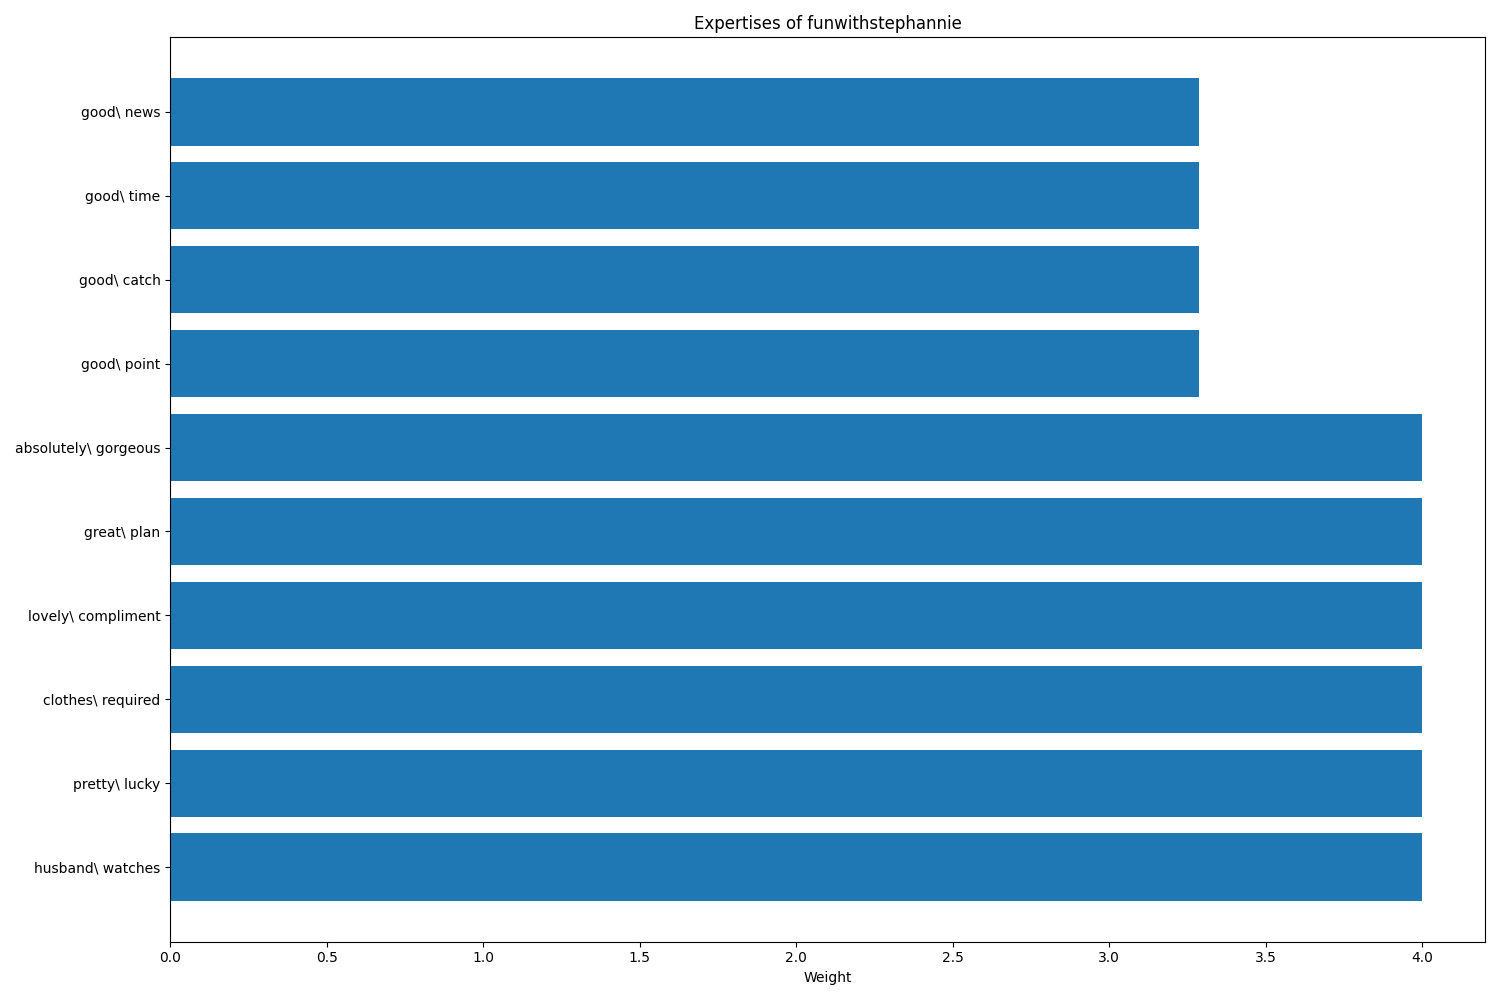 Expertises of funwithstephannie
good\ news
good\ time
good\ catch
good\ point
absolutely\ gorgeous
great\ plan
lovely\ compliment
clothes\ required
pretty\ lucky
husband\ watches
0.0 0.5 1.0 1.5 2.0 2.5 3.0 3.5 4.0
Weight